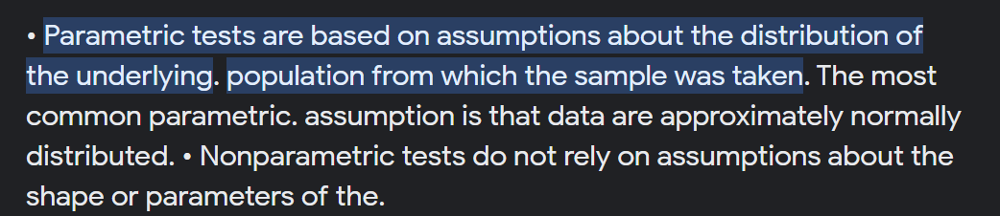 • Parametric tests are based on assumptions about the distribution of
the underlying. population from which the sample was taken. The most
common parametric. assumption is that data are approximately normally
distributed. • Nonparametric tests do not rely on assumptions about the
shape or parameters of the.